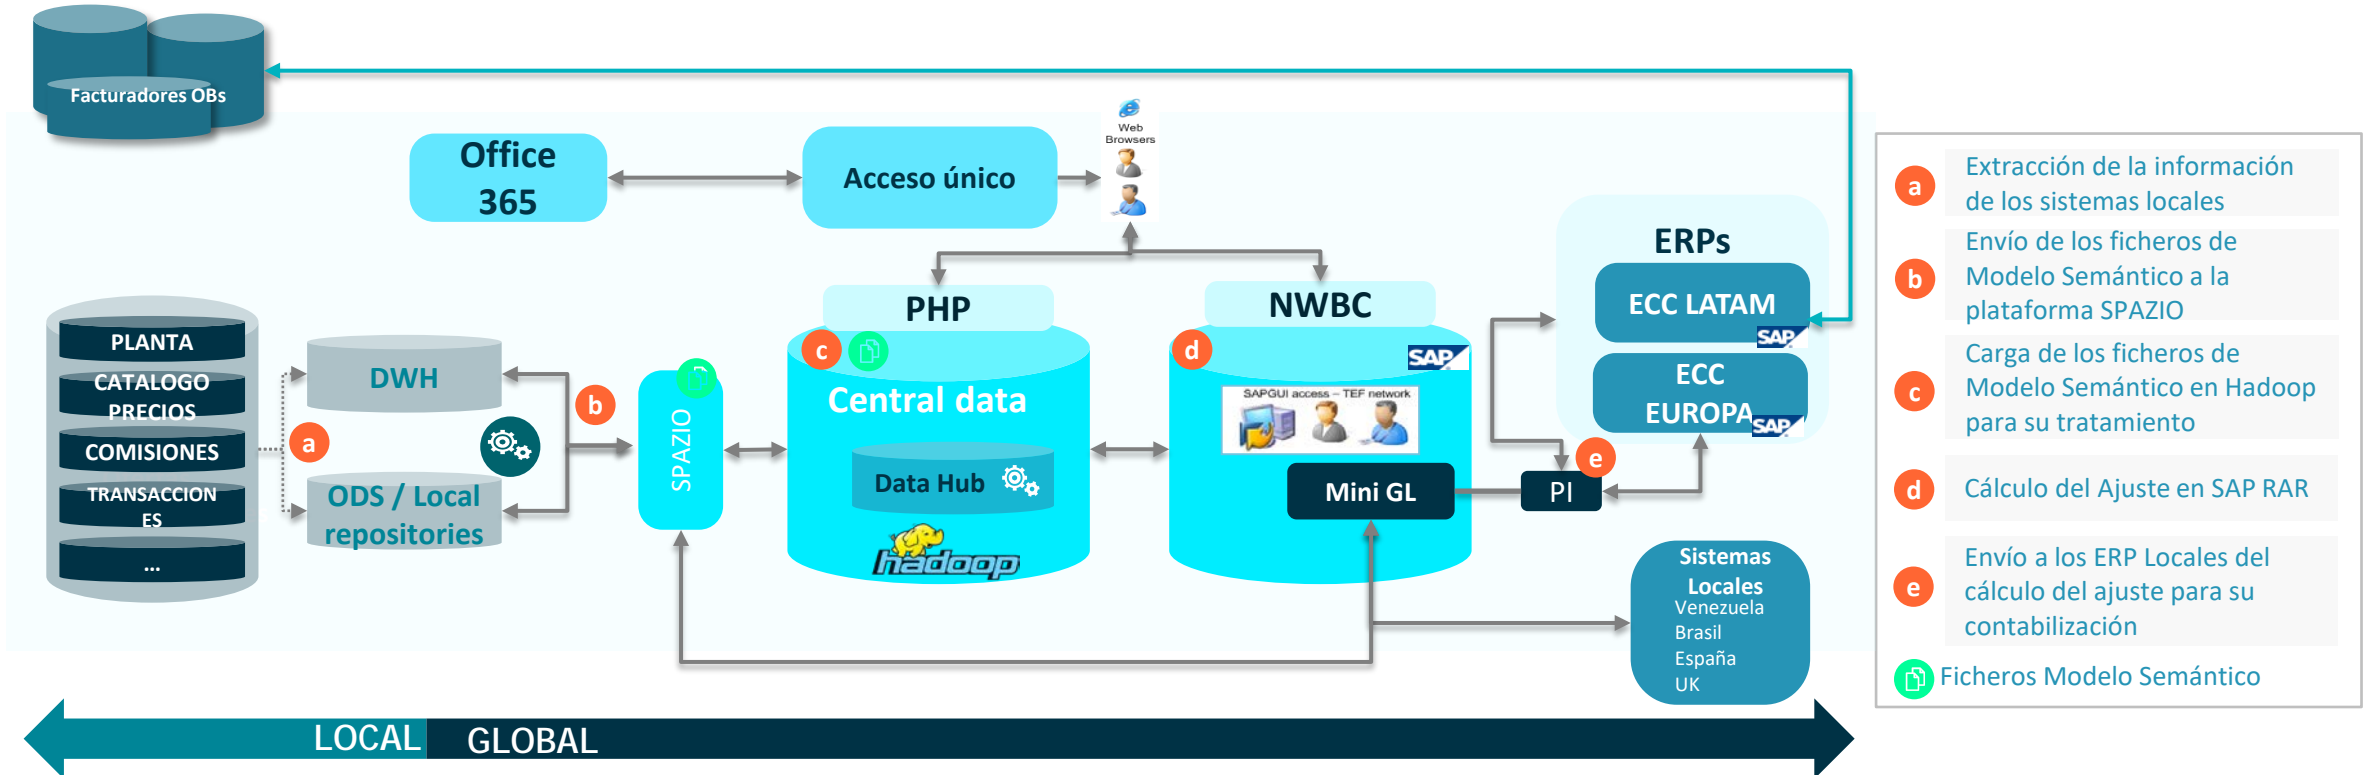 Facturadores OBs
Office
365
Acceso único
Web
Browsers
ERPs
ECC LATAM
SAP
ECC
EUROPA
SAP
PHP
NWBC
c
d
SAP
PLANTA
CATALOGO
PRECIOS
COMISIONES
TRANSACCION
ES
...
a
DWH
ODS / Local
repositories
b
SPAZIO
Central data
Data Hub
hadoop
SAPGUI access – TEF network
Mini GL
PI
e
Sistemas
Locales
Venezuela
Brasil
España
UK
a
Extracción de la información
de los sistemas locales
b
Envío de los ficheros de
Modelo Semántico a la
plataforma SPAZIO
c
Carga de los ficheros de
Modelo Semántico en Hadoop
para su tratamiento
d
Cálculo del Ajuste en SAP RAR
e
Envío a los ERP Locales del
cálculo del ajuste para su
contabilización
Ficheros Modelo Semántico
LOCAL
GLOBAL